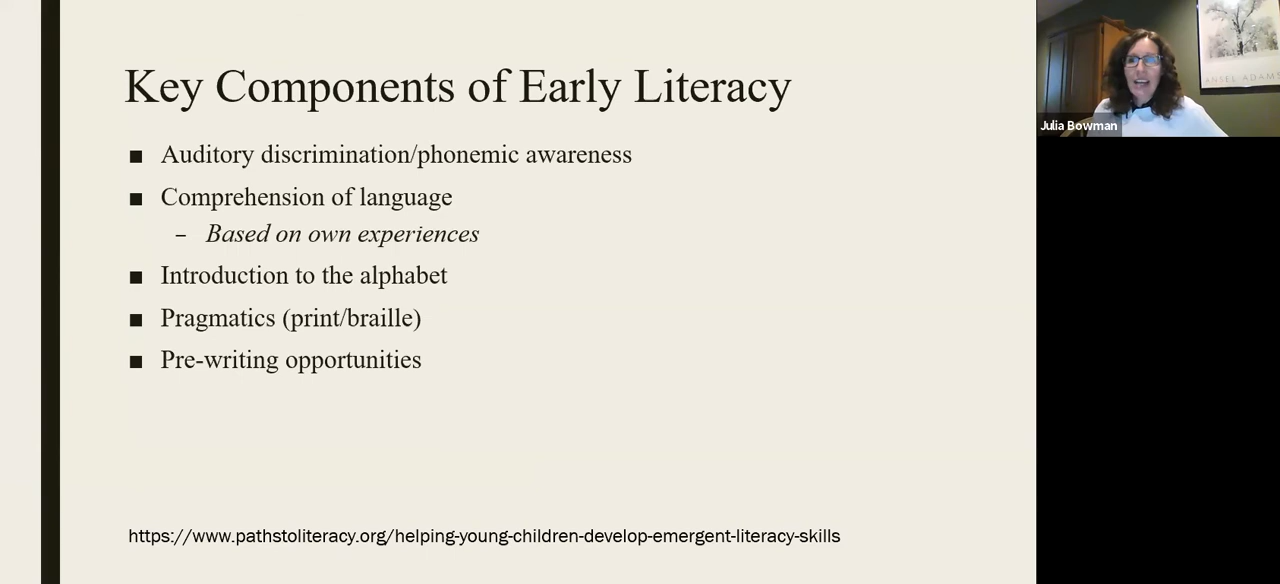 Key Components of Early Literacy
■ Auditory discrimination/phonemic awareness
■ Comprehension of language
– Based on own experiences
■ Introduction to the alphabet
■ Pragmatics (print/braille)
■ Pre-writing opportunities
https://www.pathstoliteracy.org/helping-young-children-develop-emergent-literacy-skills
ANSEL ADAMS
Julia Bowman